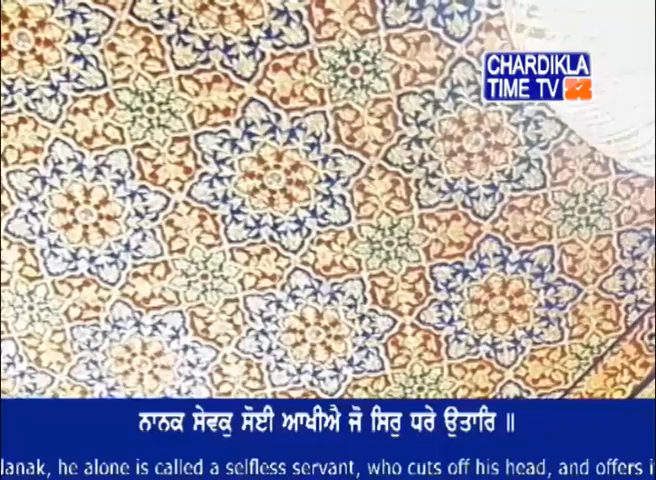 CHARDIKLA
TIME TV
ਨਾਨਕ ਸੇਵਕੁ ਸੋਈ ਆਖੀਐ ਜੋ ਸਿਰੁ ਧਰੇ ਉਤਾਰਿ ॥
he alone is called a selfless servant, who cuts off his head, and offers